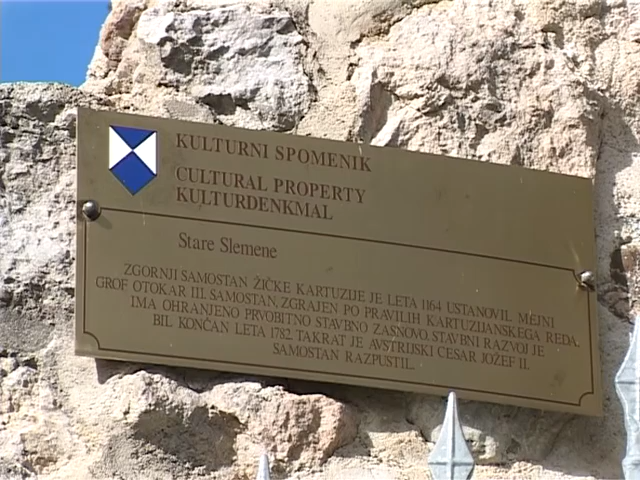 KULTURNI SPOMENIK
CULTURAL PROPERTY
KULTURDENKMAL
Stare Slemene
ZGORNJI SAMOSTAN ŽIČKE KARTUZIJE JE LETA 1164 USTANOVIL MEJNI
GROF OTOKAR III. SAMOSTAN, ZGRAJEN PO PRAVILIH KARTUZIJANSKEGA REDA,
IMA OHRANJENO PRVOBITNO STAVBNO ZASNOVO. STAVBNI RAZVOJ JE
BIL KONČAN LETA 1782. TAKRAT JE AVSTRIJSKI CESAR JOŽEF II.
SAMOSTAN RAZPUSTIL.